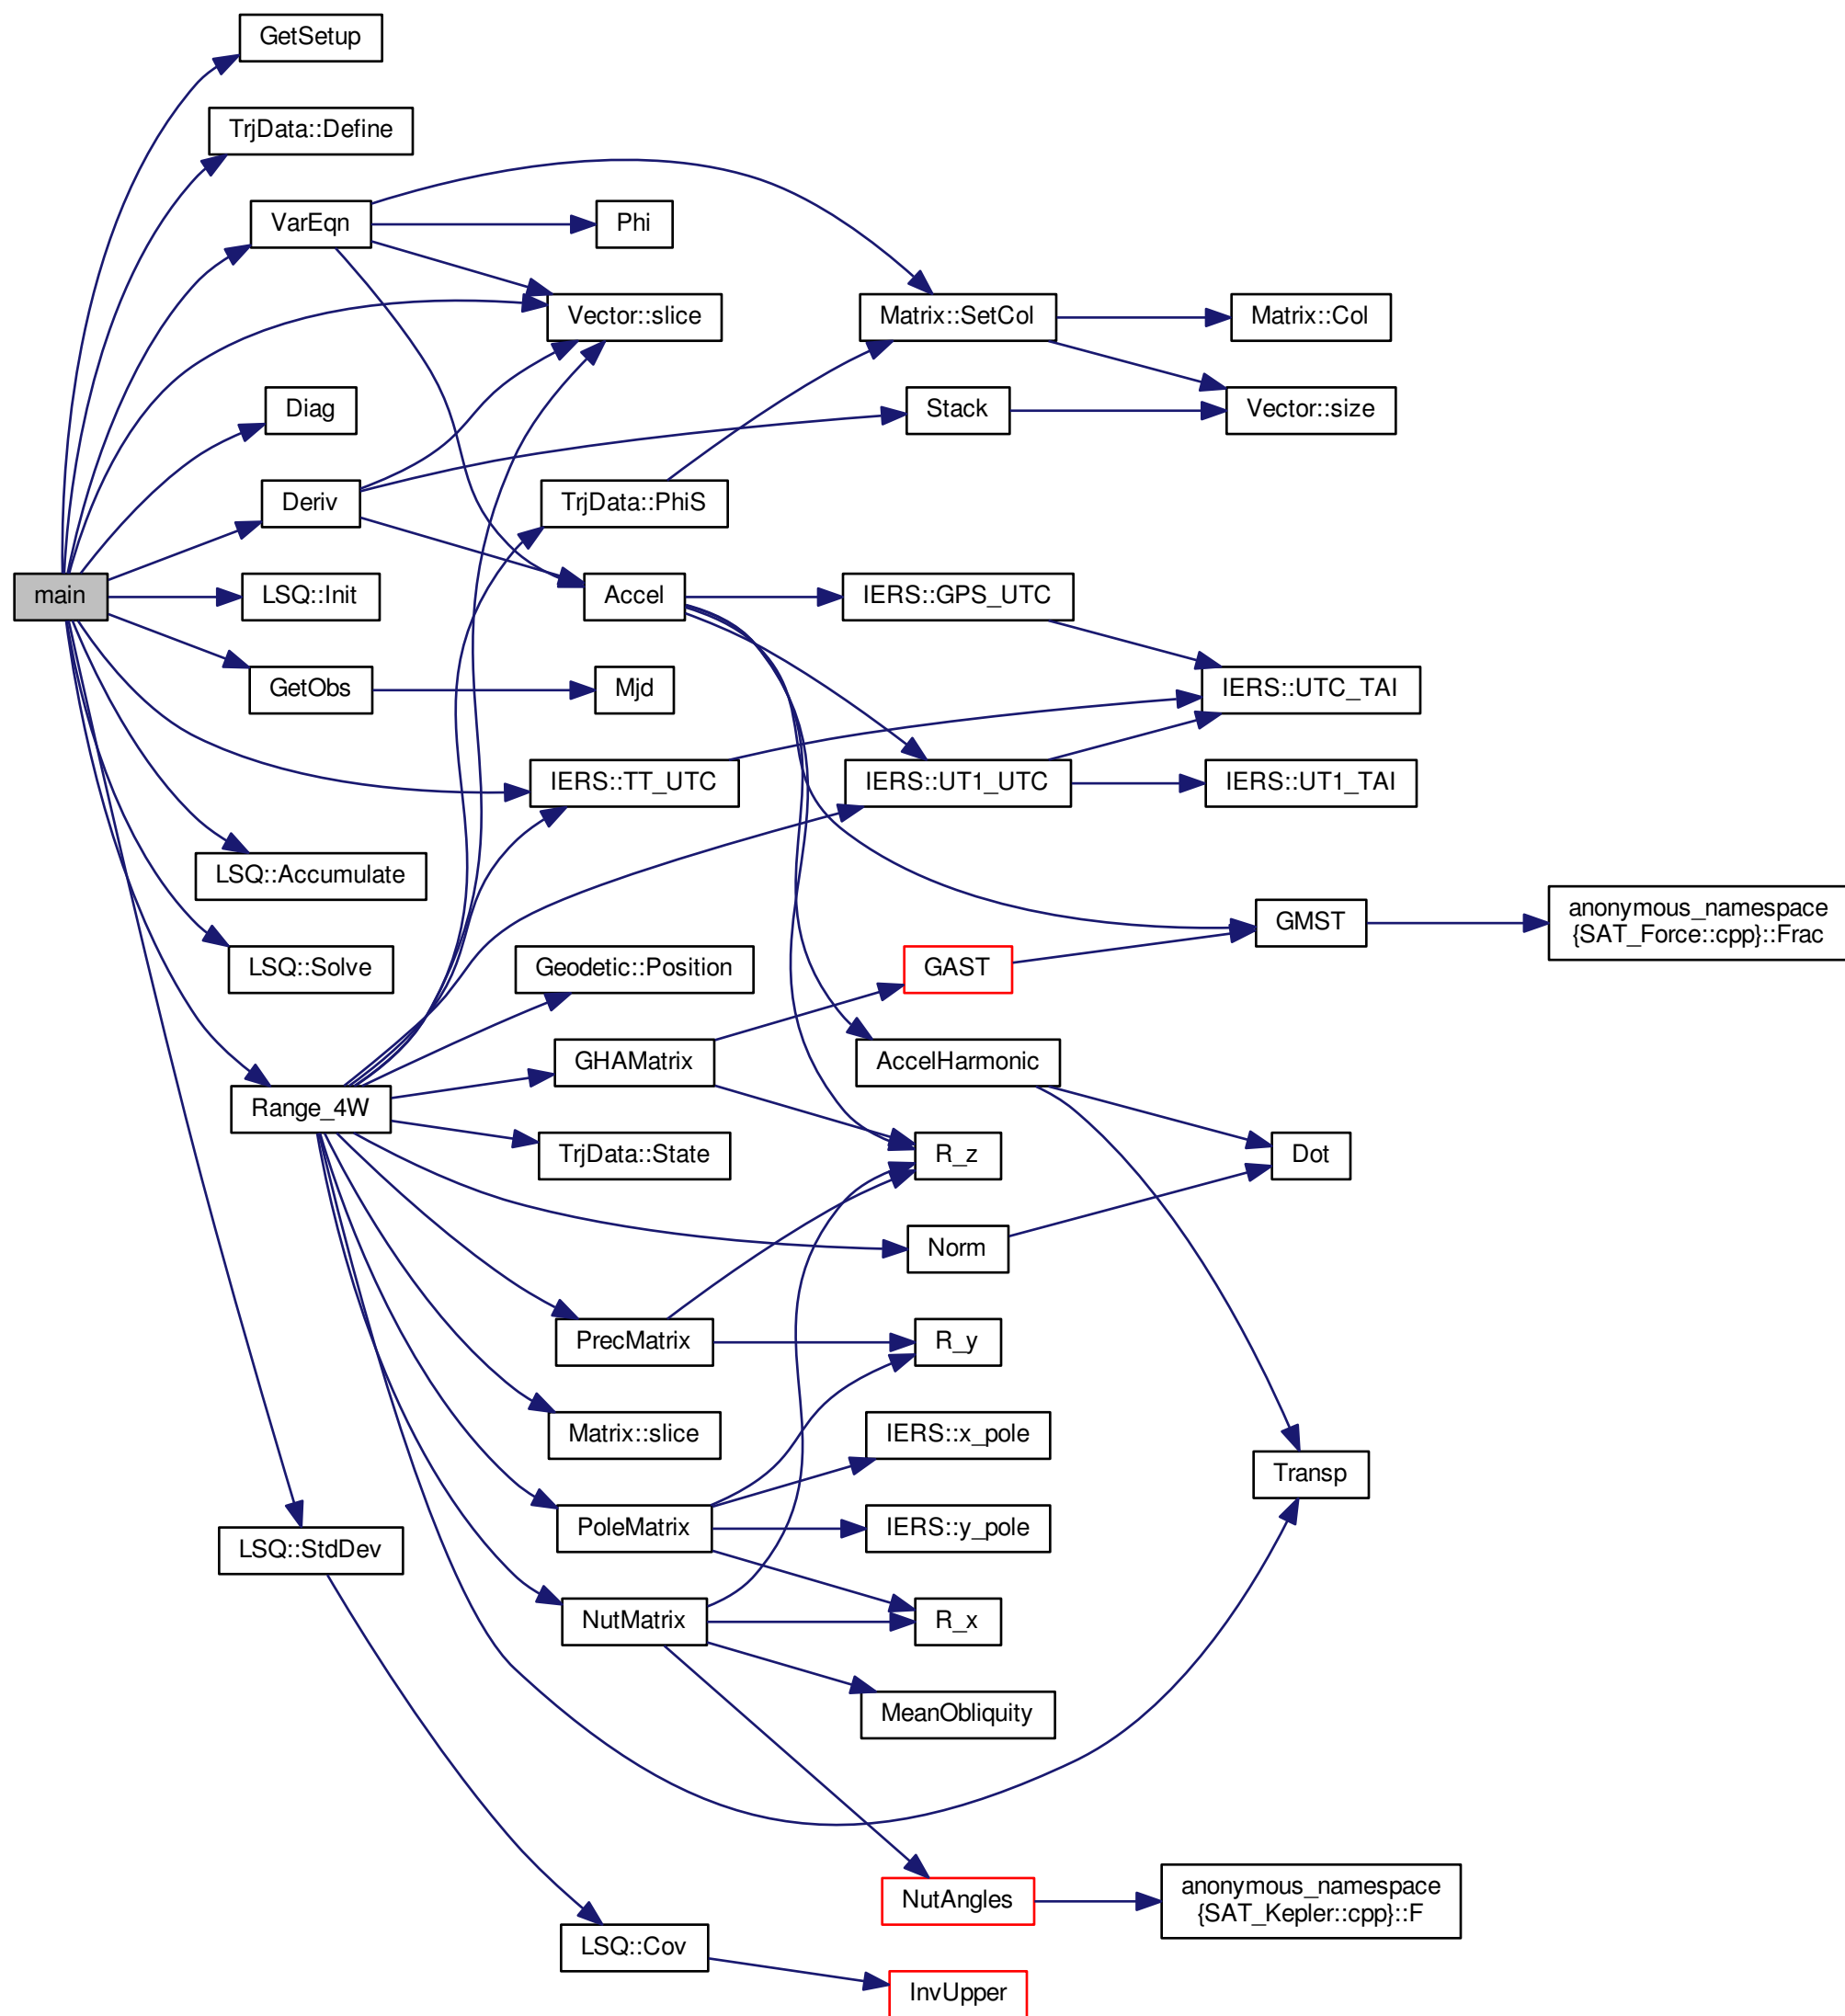 GetSetup
TrjData::Define
VarEqn
Phi
Vector::slice
Matrix::SetCol
Matrix::Col
Diag
Stack
Vector::size
Deriv
TrjData::PhiS
main
LSQ::Init
Accel
IERS::GPS_UTC
GetObs
Mjd
IERS::UTC_TAI
IERS::TT_UTC
IERS::UT1_UTC
IERS::UT1_TAI
LSQ::Accumulate
GMST
anonymous_namespace
{SAT_Force::cpp}::Frac
LSQ::Solve
Geodetic::Position
GAST
GHAMatrix
AccelHarmonic
Range_4W
TrjData::State
R_z
Dot
Norm
PrecMatrix
R_y
Matrix::slice
IERS::x_pole
Transp
LSQ::StdDev
PoleMatrix
IERS::y_pole
NutMatrix
R_x
MeanObliquity
NutAngles
anonymous_namespace
{SAT_Kepler::cpp}::F
LSQ::Cov
InvUpper